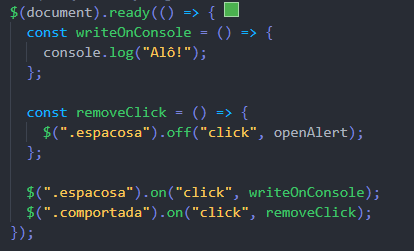 $(document).ready(() => {
const writeOnConsole = () => {
console.log("Alô!");
};
const removeClick = () => {
$(".espacosa").off("click", openAlert);
};
$(".espacosa").on("click", writeOnConsole);
$(".comportada").on("click", removeClick);
});